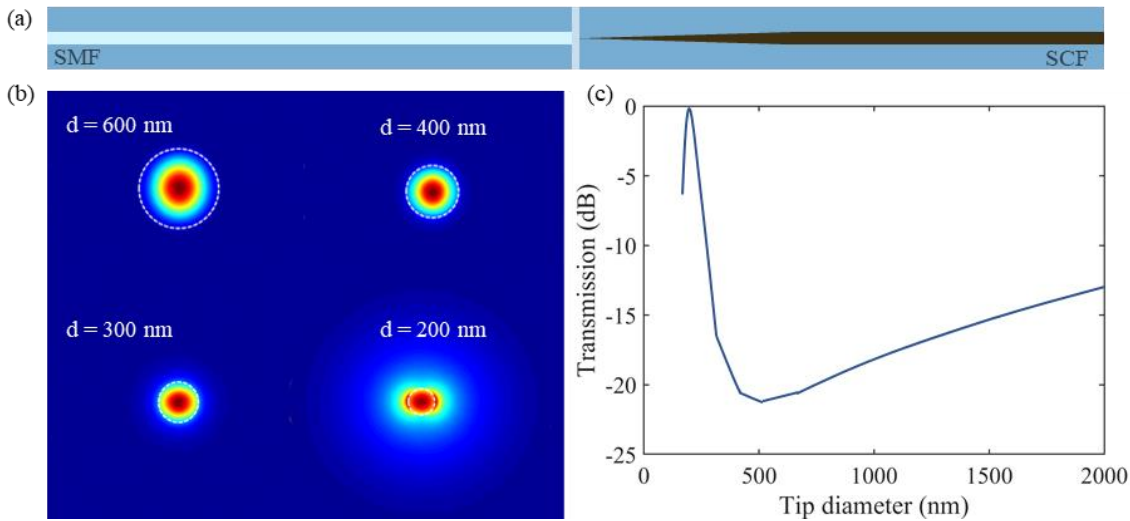 (a)
SMF
SCF
(b)
d = 600 nm
d = 400 nm
d = 300 nm
d = 200 nm
(c)
0
-5
-10
-15
-20
-25
Transmission (dB)
0
500
1000
1500
2000
Tip diameter (nm)